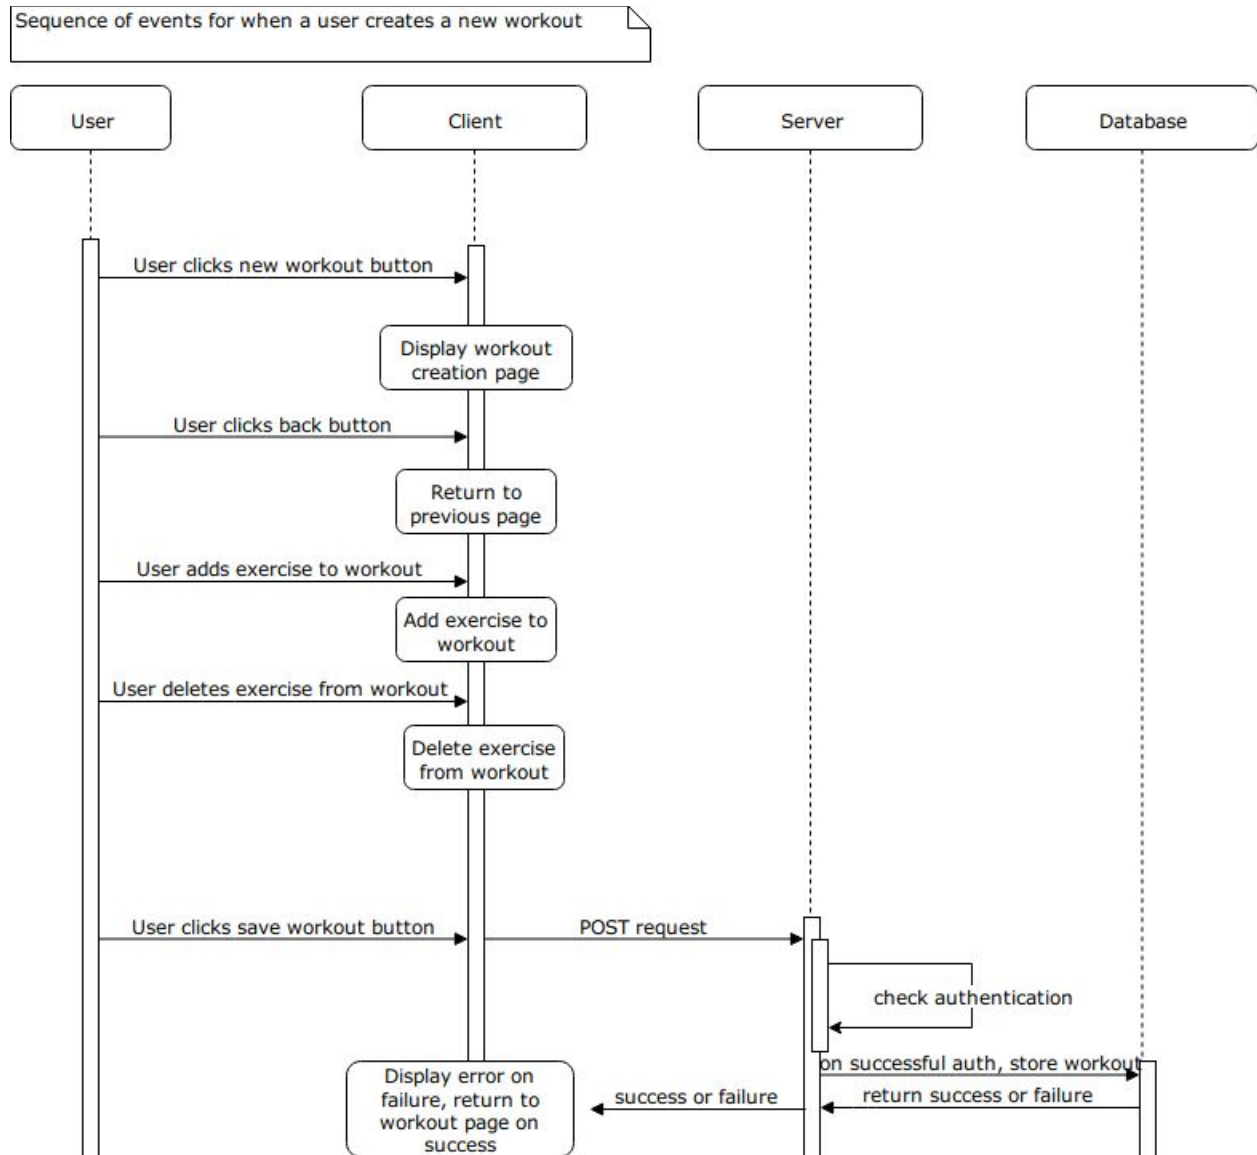 Sequence of events for when a user creates a new workout
User
Client
Server
Database
User clicks new workout button
Display workout
creation page
User clicks back button
Return to
previous page
User adds exercise to workout
Add exercise to
workout
User deletes exercise from workout
Delete exercise
from workout
User clicks save workout button
POST request
check authentication
on successful auth, store workout
Display error on
failure, return to
workout page on
success
success or failure
return success or failure